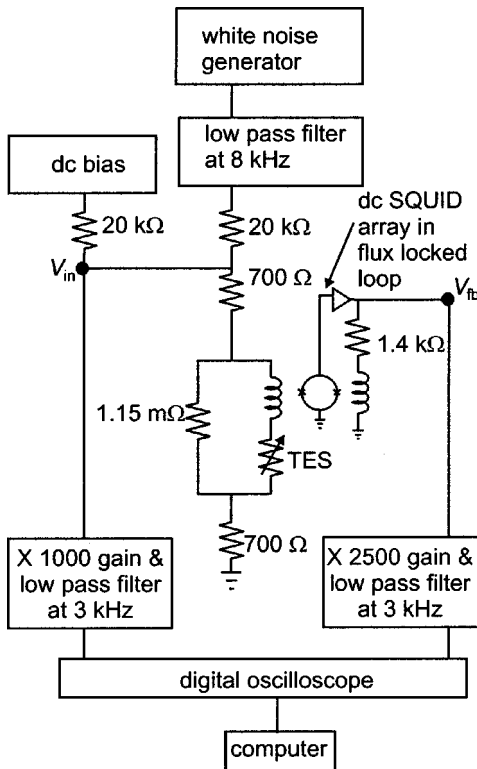 white noise
generator
low pass filter
at 8 kHz
dc bias
20 kΩ
20 kΩ
dc SQUID
array in
flux locked
loop
Vin
700 Ω
Vfb
1.4 kΩ
1.15 mΩ
TES
700 Ω
X 1000 gain &
low pass filter
at 3 kHz
X 2500 gain &
low pass filter
at 3 kHz
digital oscilloscope
computer